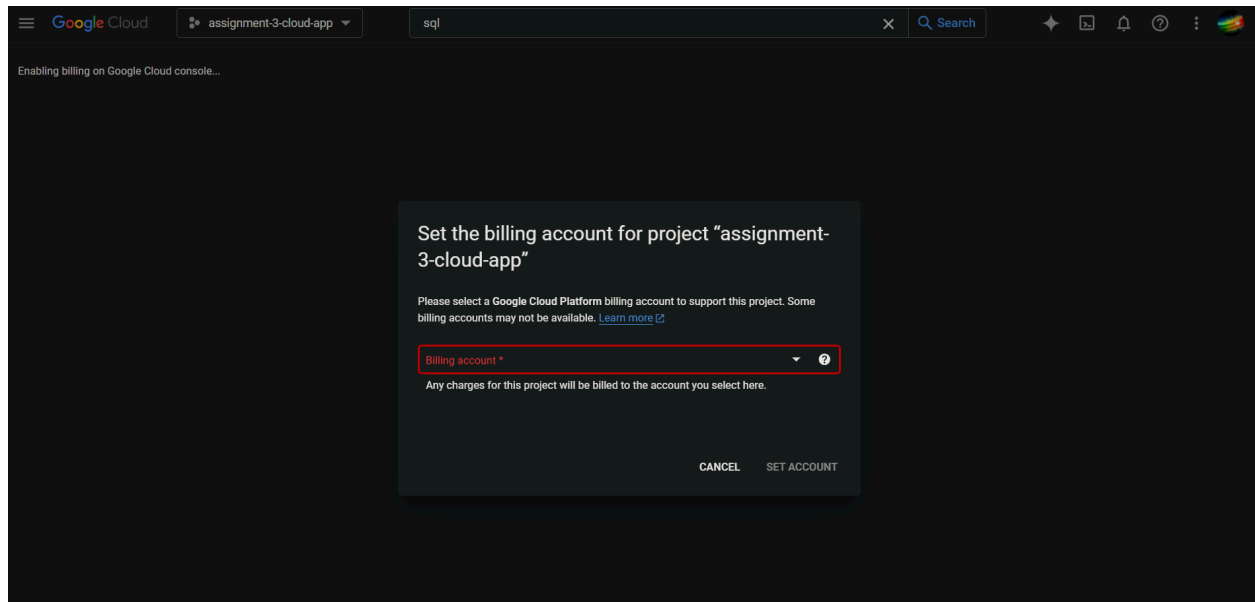 Google Cloud
assignment-3-cloud-app
sql
Search
Enabling billing on Google Cloud console...
Set the billing account for project “assignment-
3-cloud-app”
Please select a Google Cloud Platform billing account to support this project. Some
billing accounts may not be available. Learn more
Billing account *
Any charges for this project will be billed to the account you select here.
CANCEL SET ACCOUNT